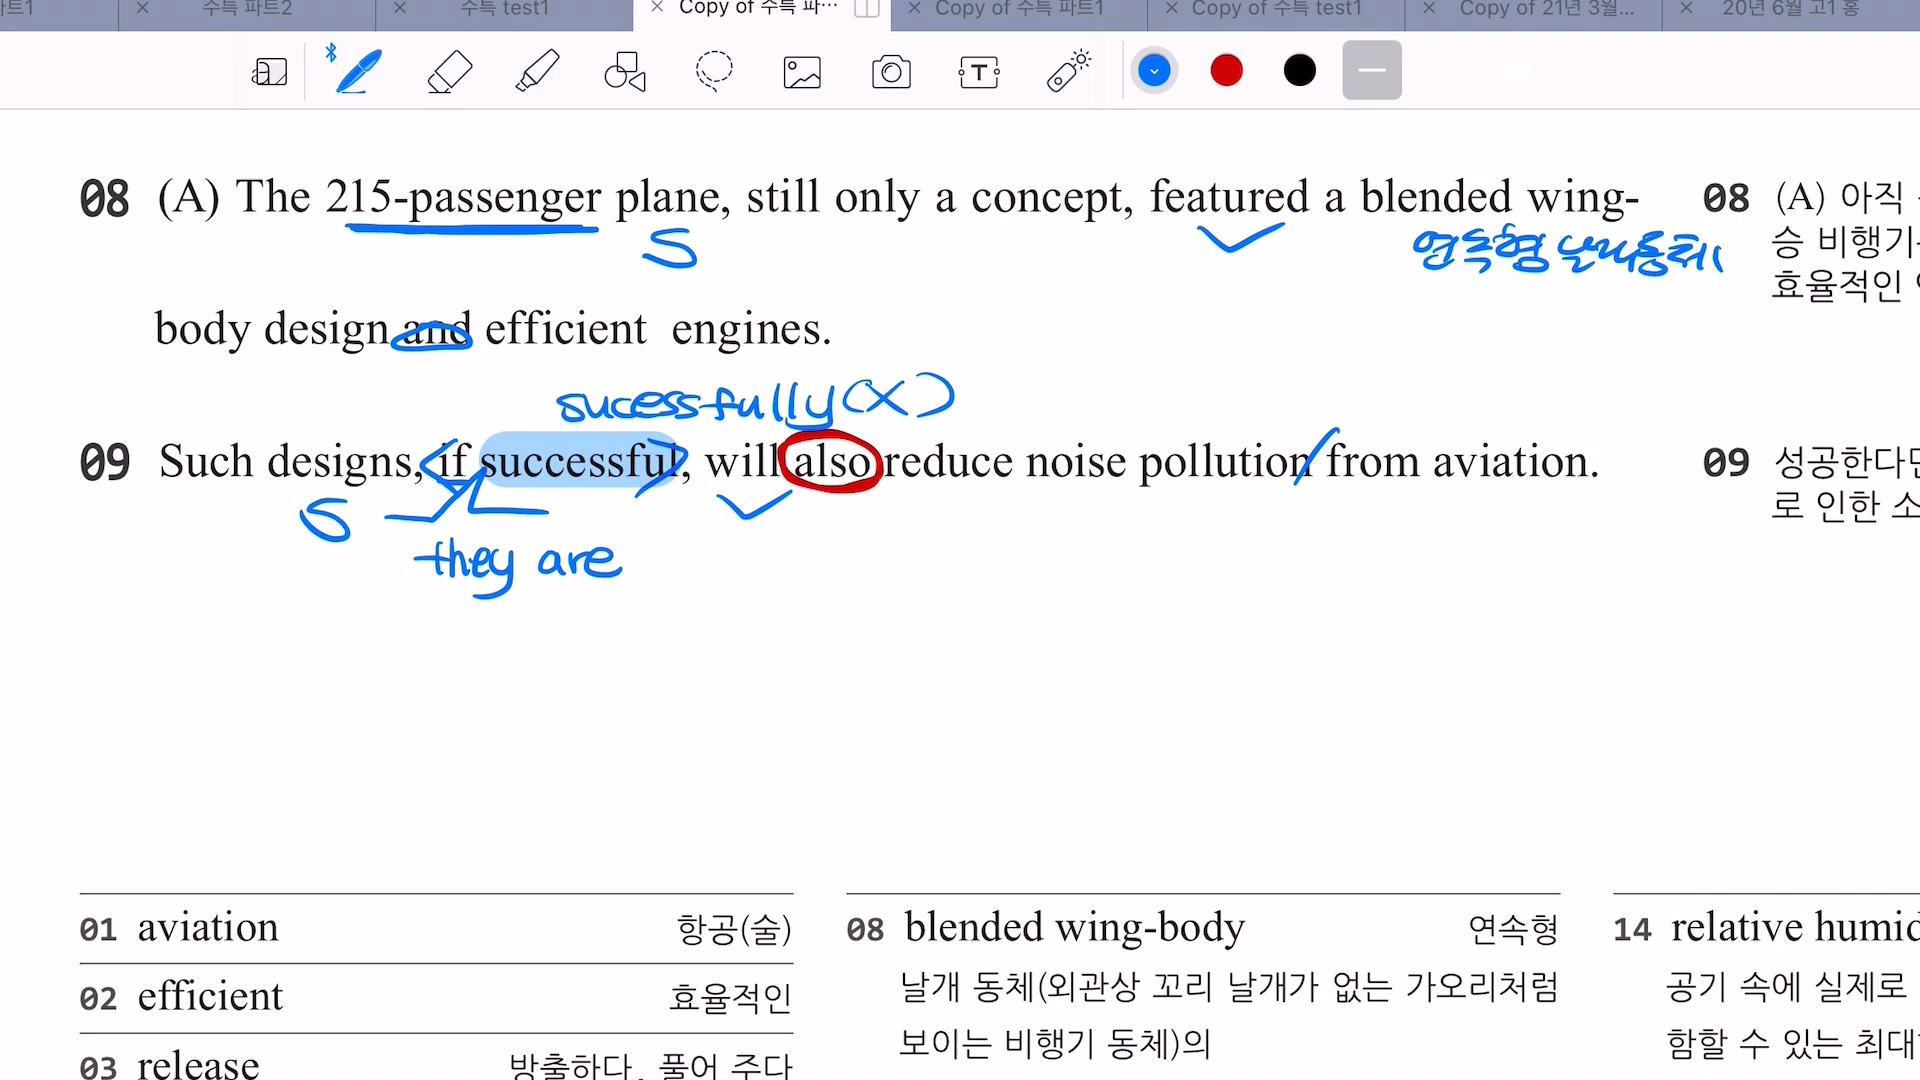 트1 × 수특 파트2 × 수특 test1 × Copy of 수특 파… × Copy of 수특 파트1 × Copy of 수특 test1 × Copy of 21년 3월... × 20년 6월 고1 홍
T
08 (A) The 215-passenger plane, still only a concept, featured a blended wing-
S
연속형 날개동체
body design and efficient engines.
sucessfully (X)
09 Such designs, <if successful>, will also reduce noise pollution / from aviation.
S
they are
08 (A) 아직
승 비행기
효율적인
09 성공한다면
로 인한 소
01 aviation 항공(술)
02 efficient 효율적인
03 release 방출하다, 풀어 주다
08 blended wing-body 연속형
날개 동체(외관상 꼬리 날개가 없는 가오리처럼
보이는 비행기 동체)의
14 relative humid
공기 속에 실제로
함할 수 있는 최대